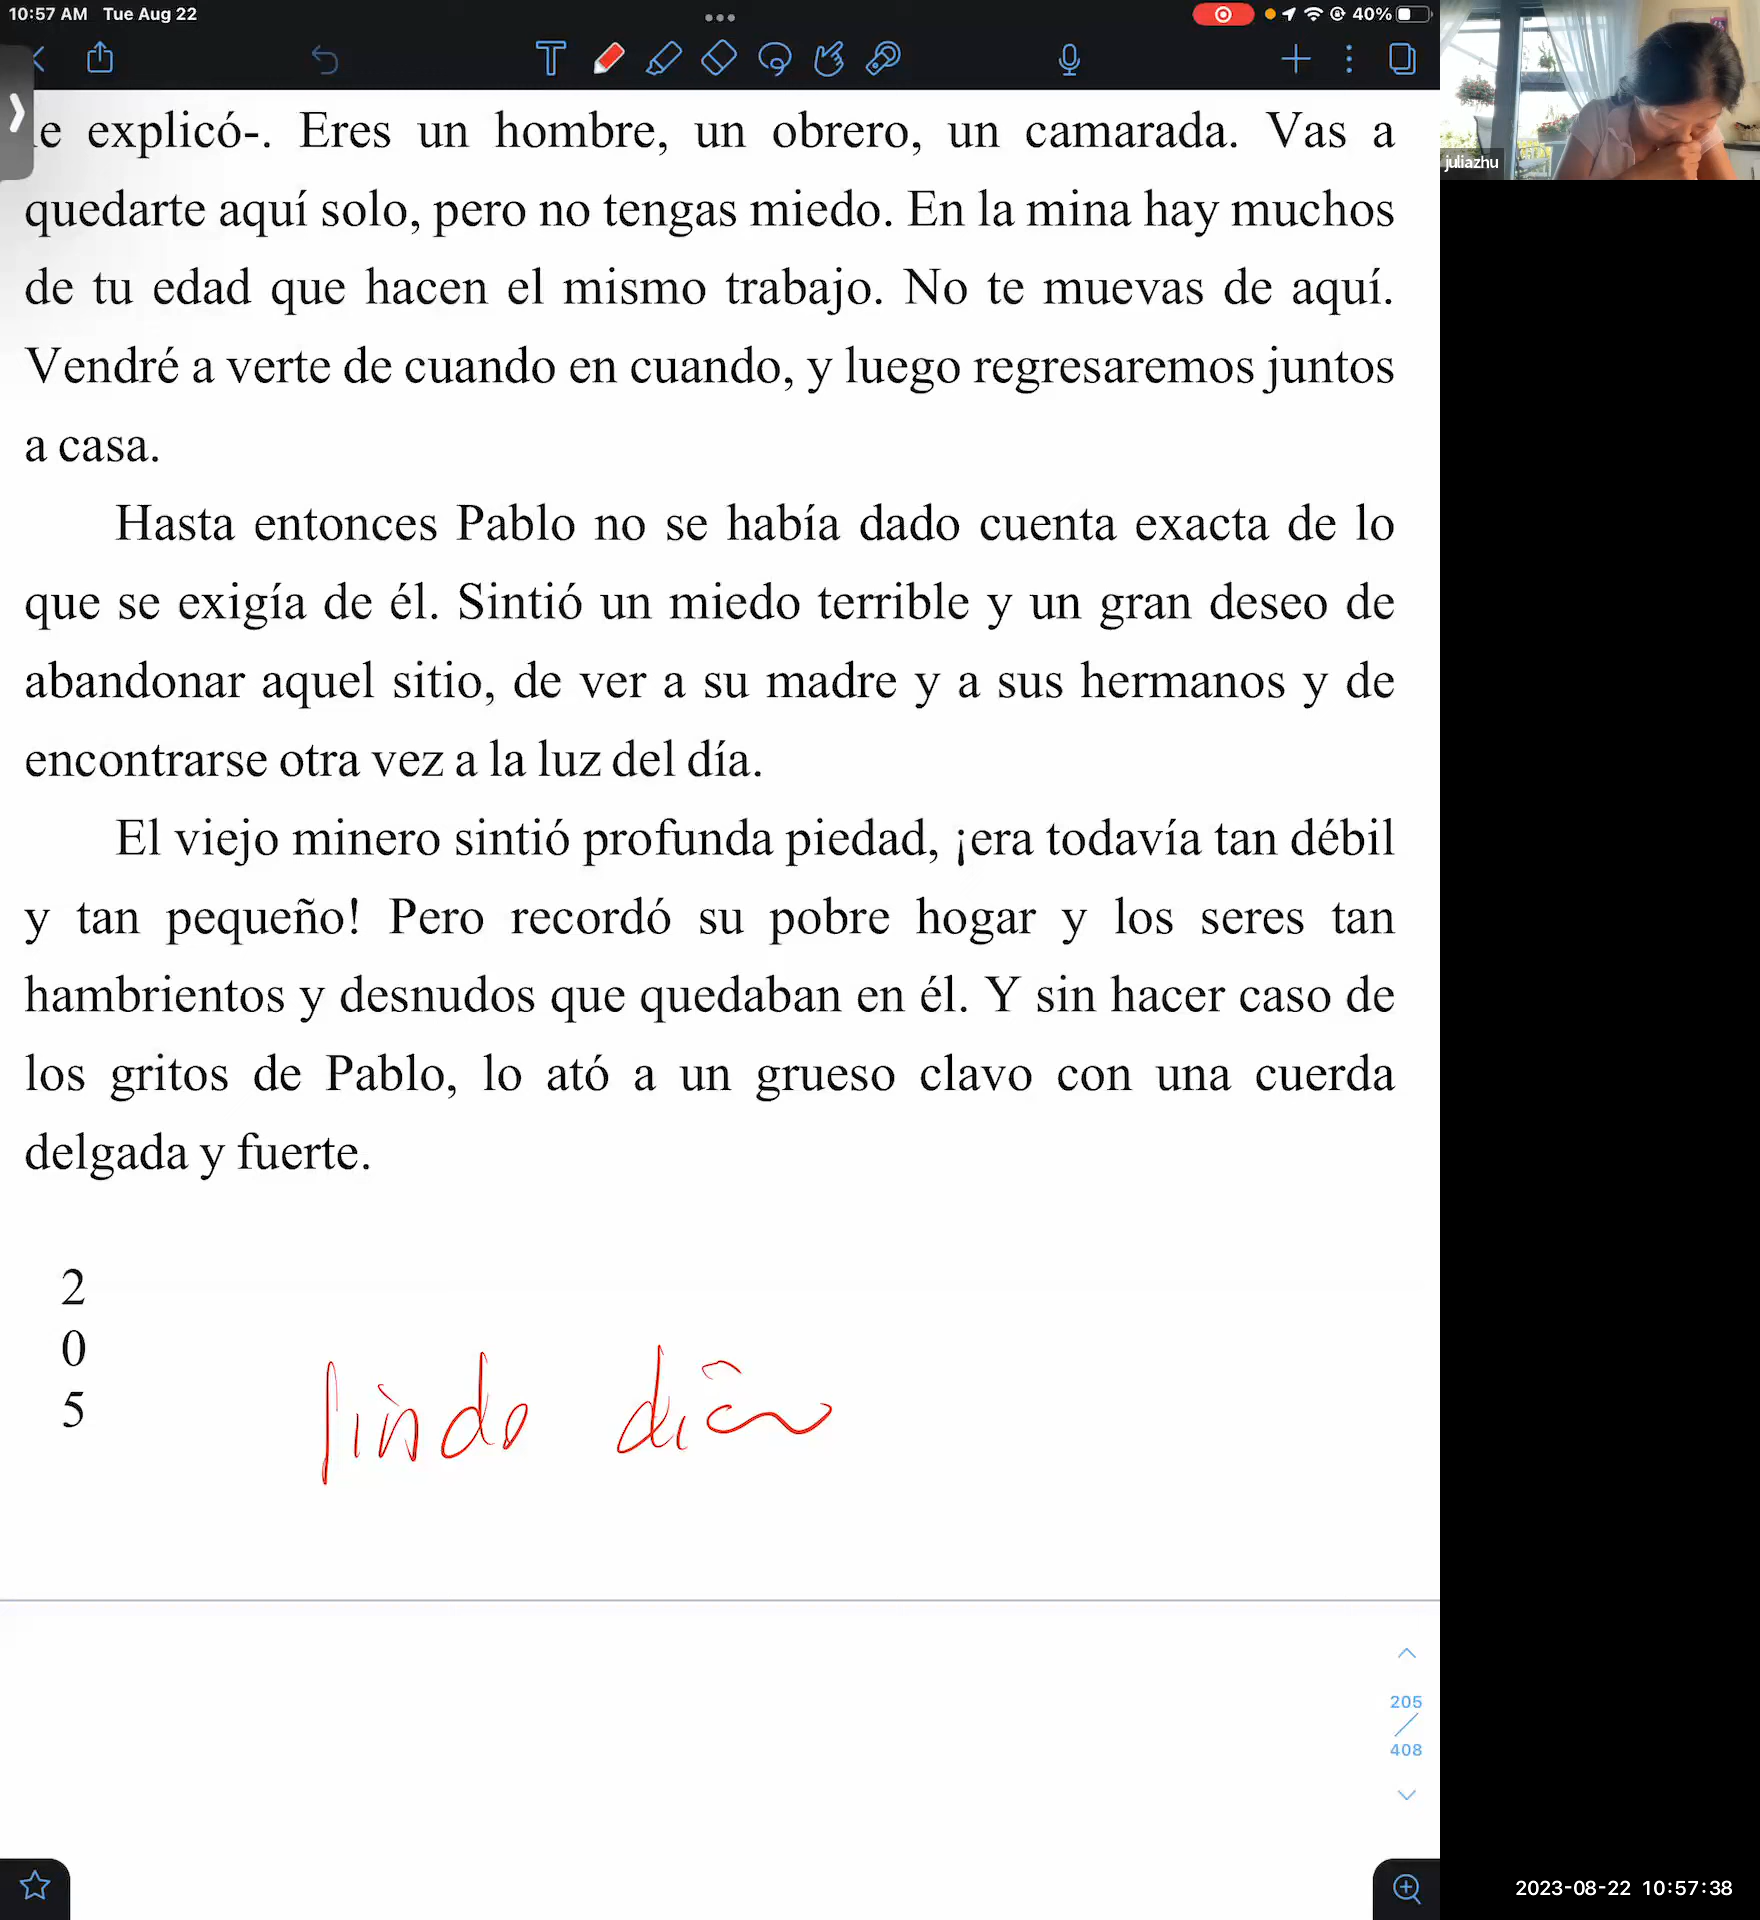 10:57 AM Tue Aug 22
40%
juliazhu
e explicó-. Eres un hombre, un obrero, un camarada. Vas a
quedarte aquí solo, pero no tengas miedo. En la mina hay muchos
de tu edad que hacen el mismo trabajo. No te muevas de aquí.
Vendré a verte de cuando en cuando, y luego regresaremos juntos
a casa.
Hasta entonces Pablo no se había dado cuenta exacta de lo
que se exigía de él. Sintió un miedo terrible y un gran deseo de
abandonar aquel sitio, de ver a su madre y a sus hermanos y de
encontrarse otra vez a la luz del día.
El viejo minero sintió profunda piedad, ¡era todavía tan débil
y tan pequeño! Pero recordó su pobre hogar y los seres tan
hambrientos y desnudos que quedaban en él. Y sin hacer caso de
los gritos de Pablo, lo ató a un grueso clavo con una cuerda
delgada y fuerte.
2
0
5
lindo día
205
408
2023-08-22 10:57:38